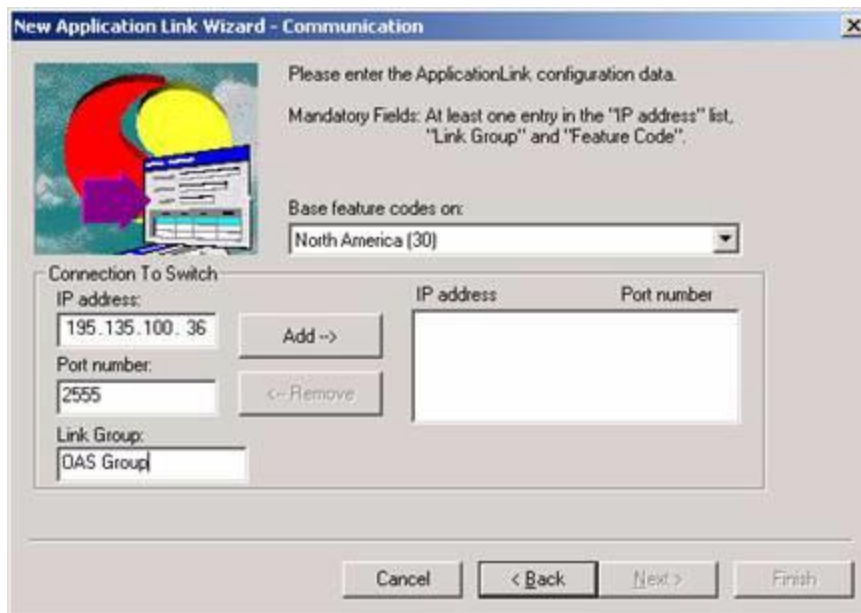 New Application Link Wizard - Communication
Please enter the ApplicationLink configuration data.
Mandatory Fields: At least one entry in the "IP address" list,
"Link Group" and "Feature Code".
Base feature codes on:
North America (30)
Connection To Switch
IP address:
195.135.100. 36
Add -->
IP address Port number
Port number:
2555
<-- Remove
Link Group:
OAS Group
Cancel < Back Next > Finish